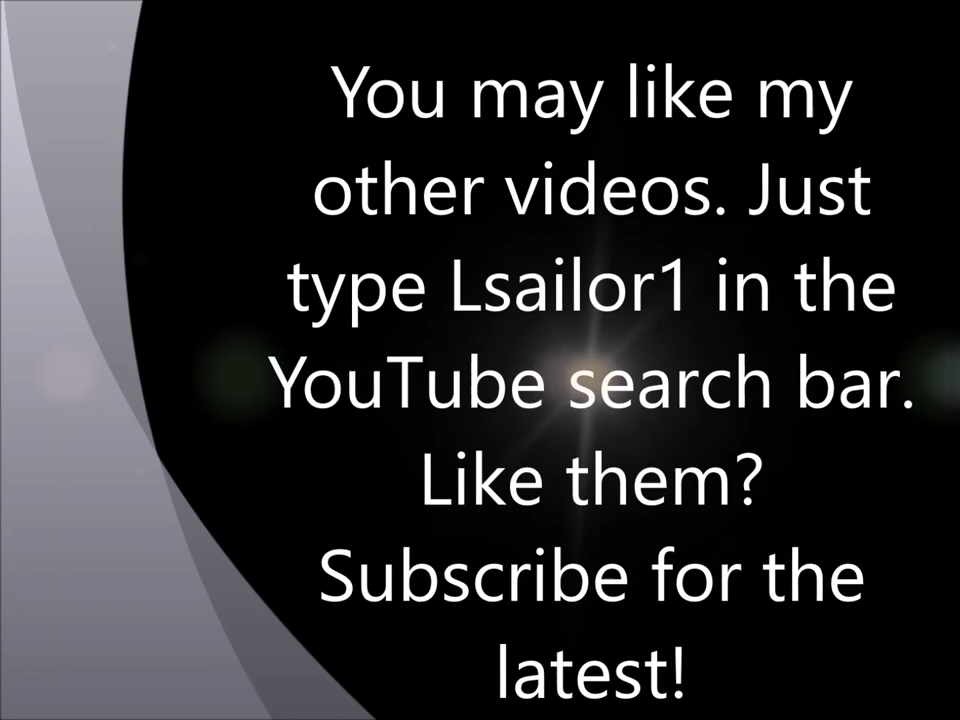 You may like my
other videos. Just
type Lsailor1 in the
YouTube search bar.
Like them?
Subscribe for the
latest!